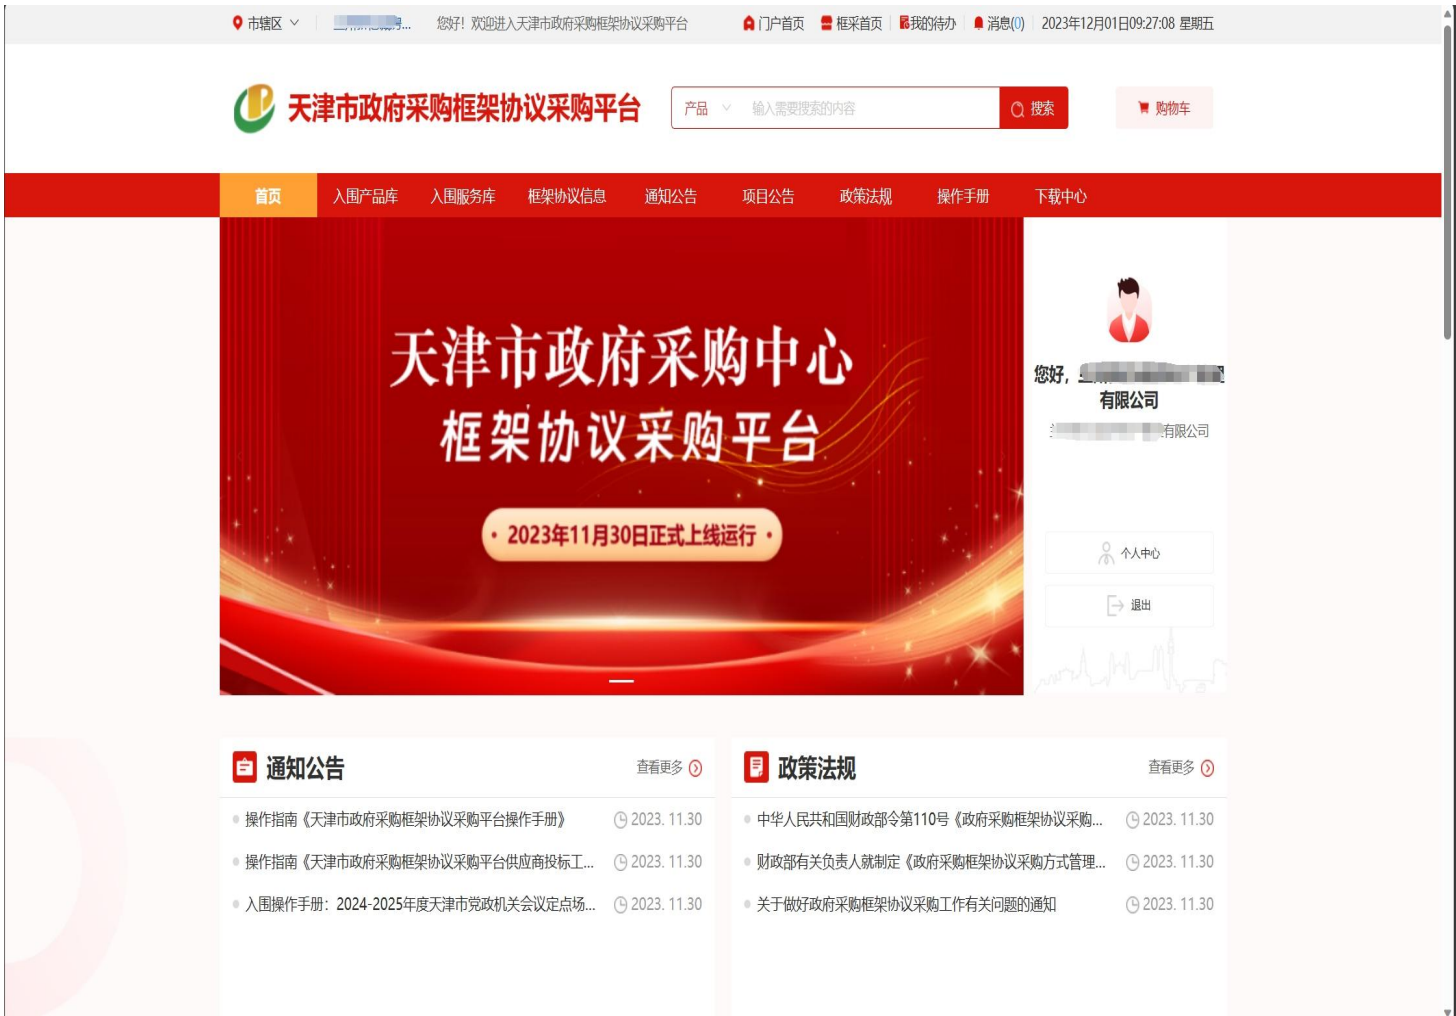 市辖区
您好！欢迎进入天津市政府采购框架协议采购平台
门户首页 框采首页 我的待办 消息(0) 2023年12月01日09:27:08 星期五
天津市政府采购框架协议采购平台
产品 输入需要搜索的内容 搜索 购物车
首页 入围产品库 入围服务库 框架协议信息 通知公告 项目公告 政策法规 操作手册 下载中心
天津市政府采购中心
框架协议采购平台
· 2023年11月30日正式上线运行 ·
您好，
有限公司
有限公司
个人中心
退出
通知公告 查看更多
操作指南《天津市政府采购框架协议采购平台操作手册》 2023. 11.30
操作指南《天津市政府采购框架协议采购平台供应商投标工... 2023. 11.30
入围操作手册：2024-2025年度天津市党政机关会议定点场... 2023. 11.30
政策法规 查看更多
中华人民共和国财政部令第110号《政府采购框架协议采购... 2023. 11.30
财政部有关负责人就制定《政府采购框架协议采购方式管理... 2023. 11.30
关于做好政府采购框架协议采购工作有关问题的通知 2023. 11.30